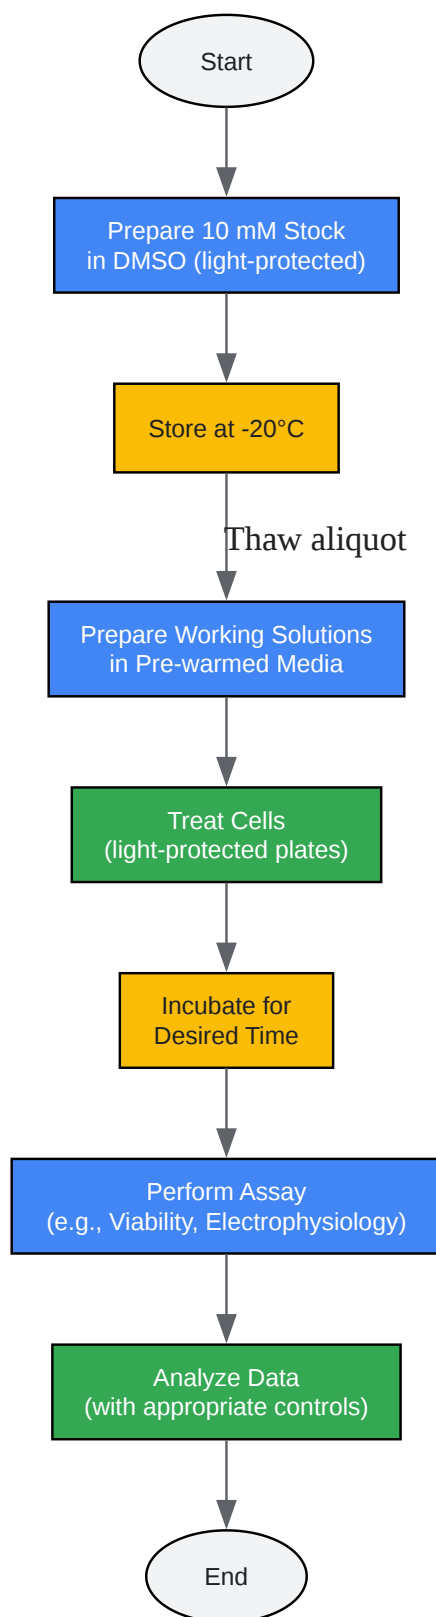 Start
Prepare 10 mM Stock
in DMSO (light-protected)
Store at -20°C
Thaw aliquot
Prepare Working Solutions
in Pre-warmed Media
Treat Cells
(light-protected plates)
Incubate for
Desired Time
Perform Assay
(e.g., Viability, Electrophysiology)
Analyze Data
(with appropriate controls)
End